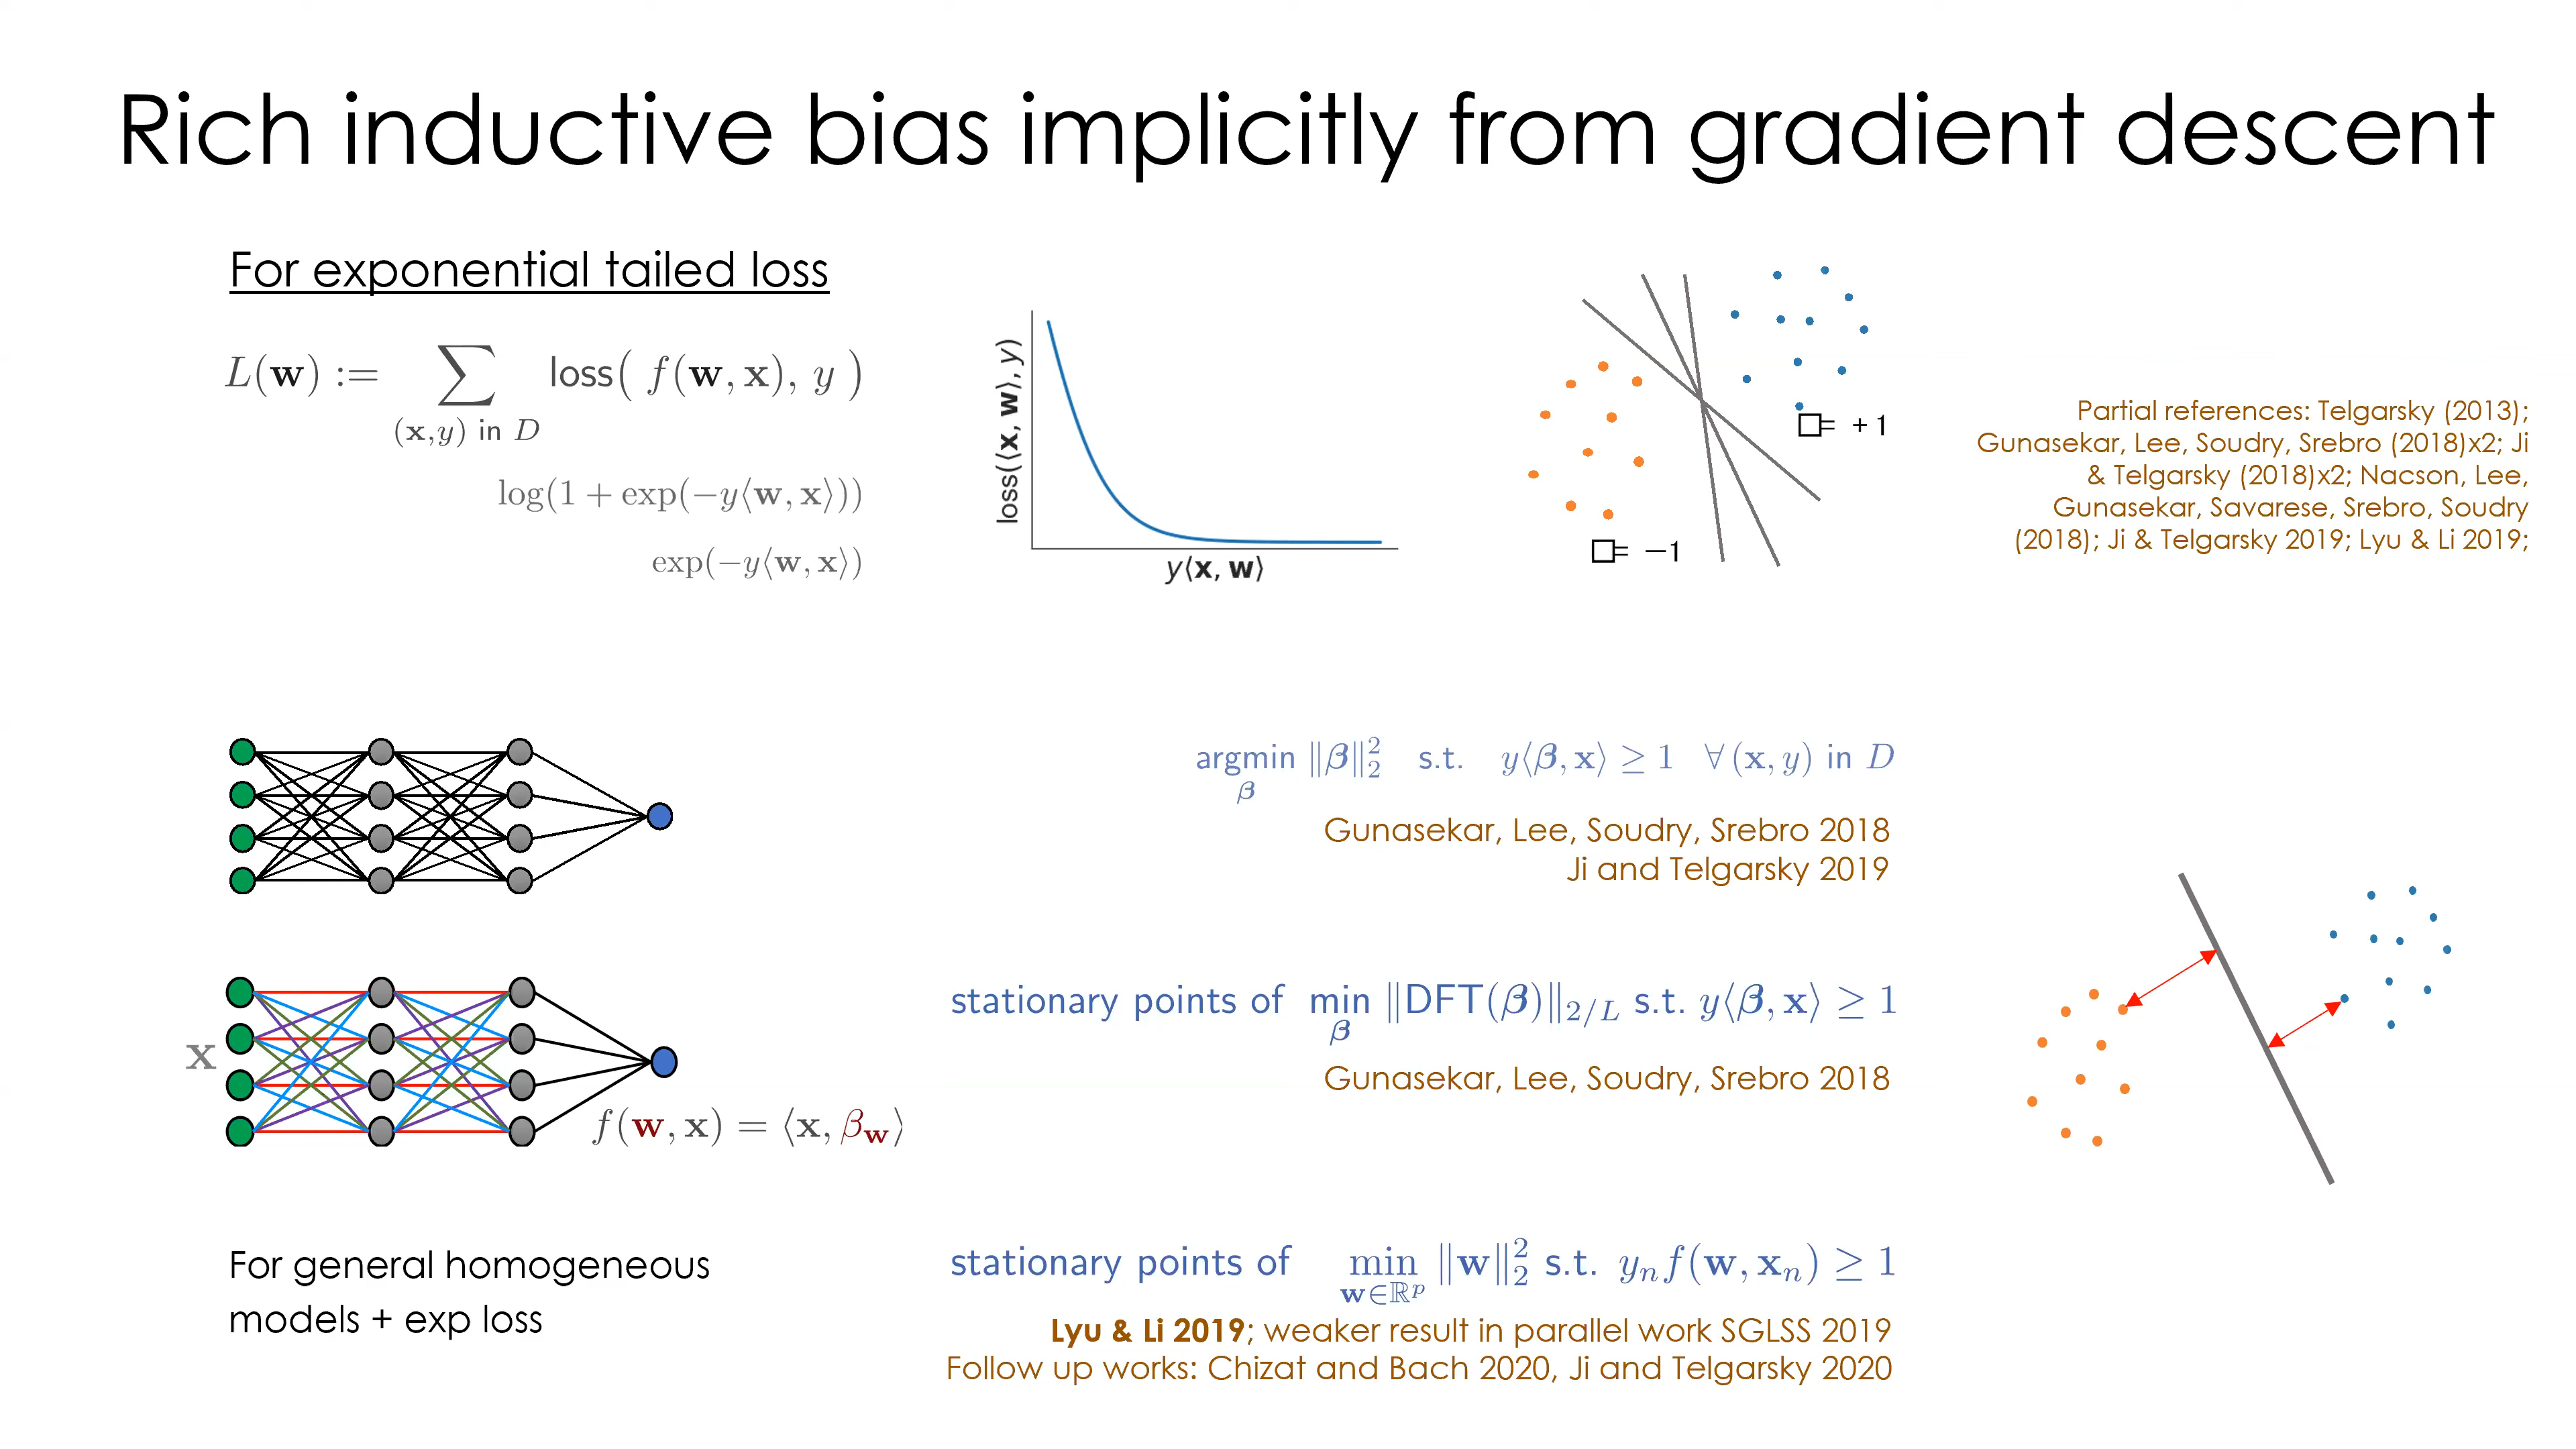 Rich inductive bias implicitly from gradient descent
For exponential tailed loss
L(w) := ∑ loss( f(w, x), y )
(x,y) in D
log(1 + exp(−y⟨w, x⟩))
exp(−y⟨w, x⟩)
loss(⟨x, w⟩, y)
y⟨x, w⟩
□= +1
□= −1
Partial references: Telgarsky (2013);
Gunasekar, Lee, Soudry, Srebro (2018)x2; Ji
& Telgarsky (2018)x2; Nacson, Lee,
Gunasekar, Savarese, Srebro, Soudry
(2018); Ji & Telgarsky 2019; Lyu & Li 2019;
argmin ‖β‖₂² s.t. y⟨β, x⟩ ≥ 1 ∀ (x, y) in D
β
Gunasekar, Lee, Soudry, Srebro 2018
Ji and Telgarsky 2019
x
f(w, x) = ⟨x, β_w⟩
stationary points of min ‖DFT(β)‖_{2/L} s.t. y⟨β, x⟩ ≥ 1
β
Gunasekar, Lee, Soudry, Srebro 2018
For general homogeneous
models + exp loss
stationary points of min ‖w‖₂² s.t. yₙf(w, xₙ) ≥ 1
w∈ℝᵖ
Lyu & Li 2019; weaker result in parallel work SGLSS 2019
Follow up works: Chizat and Bach 2020, Ji and Telgarsky 2020